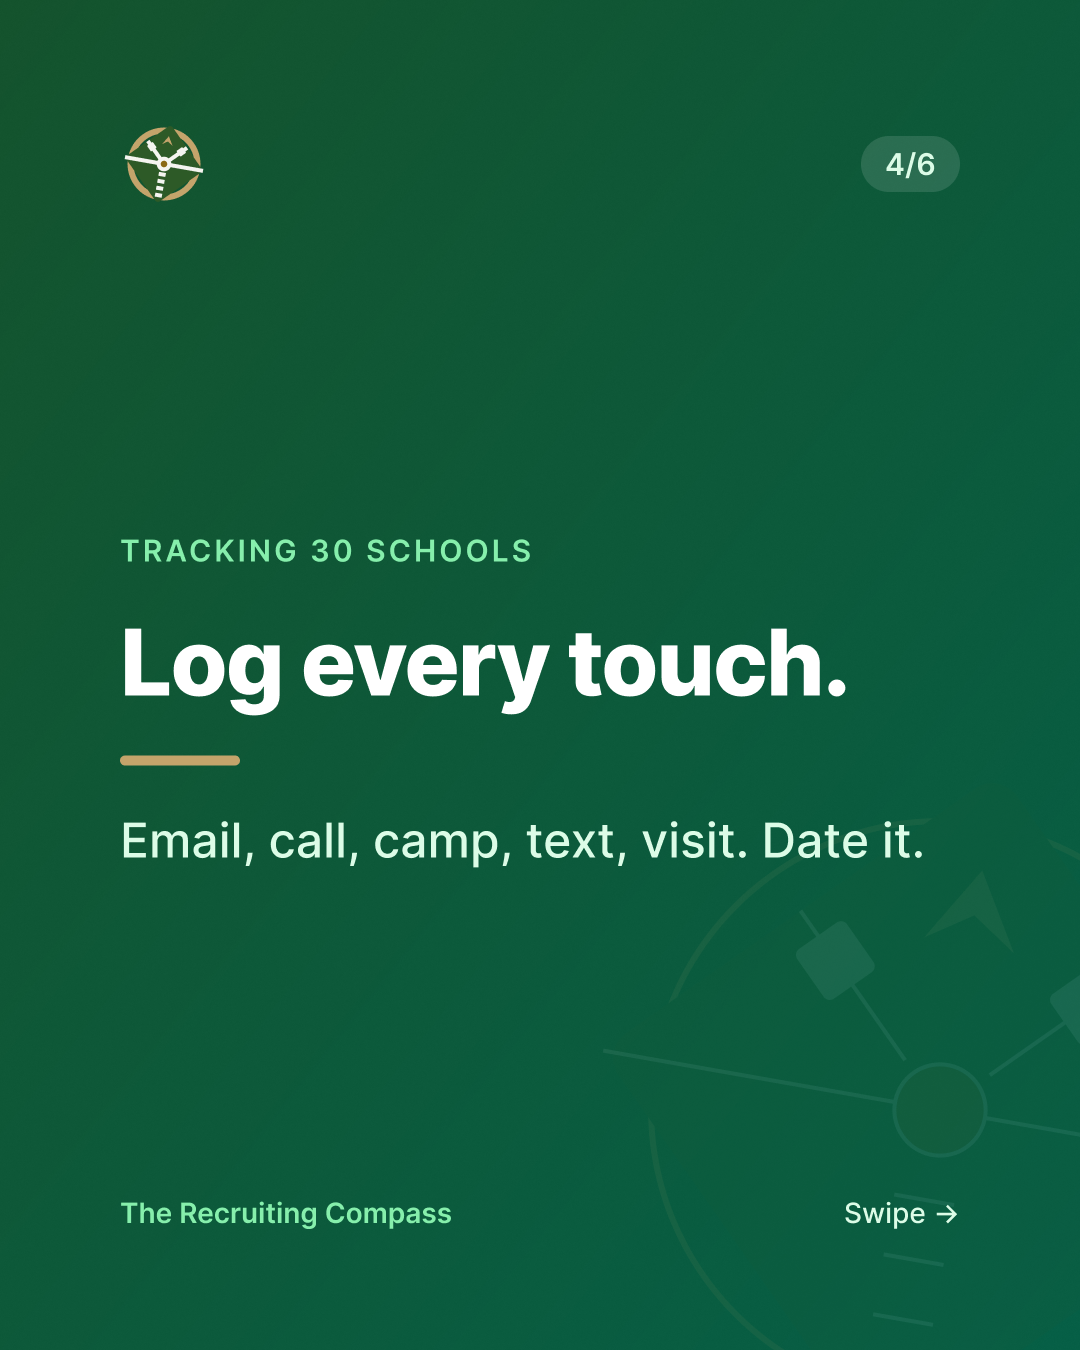 4/6
TRACKING 30 SCHOOLS
Log every touch.
Email, call, camp, text, visit. Date it.
The Recruiting Compass
Swipe →